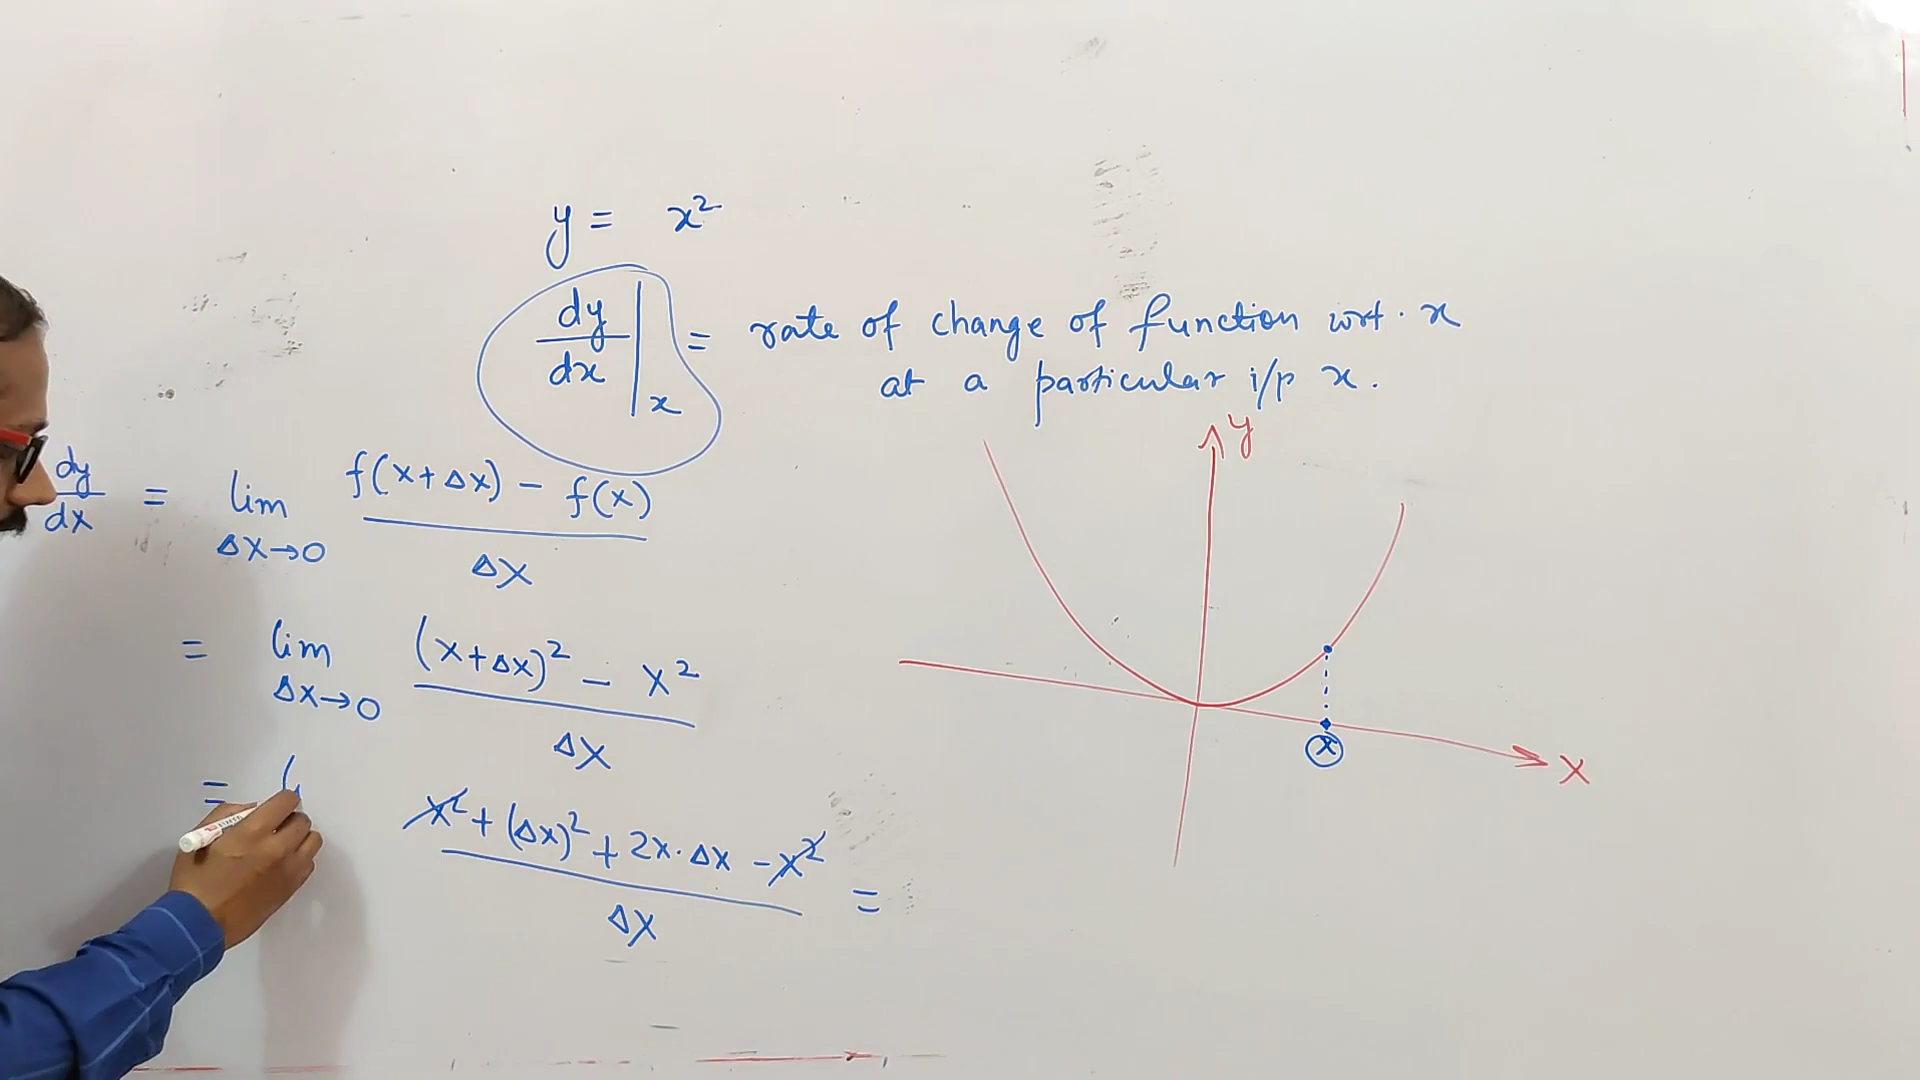 y = x²
dy/dx |x = rate of change of function wrt. x
at a particular i/p x.
dy/dx = lim Δx→0 (f(x+Δx) - f(x))/Δx
= lim Δx→0 ((x+Δx)² - x²)/Δx
= (x² + (Δx)² + 2x·Δx - x²)/Δx =
y
x
x